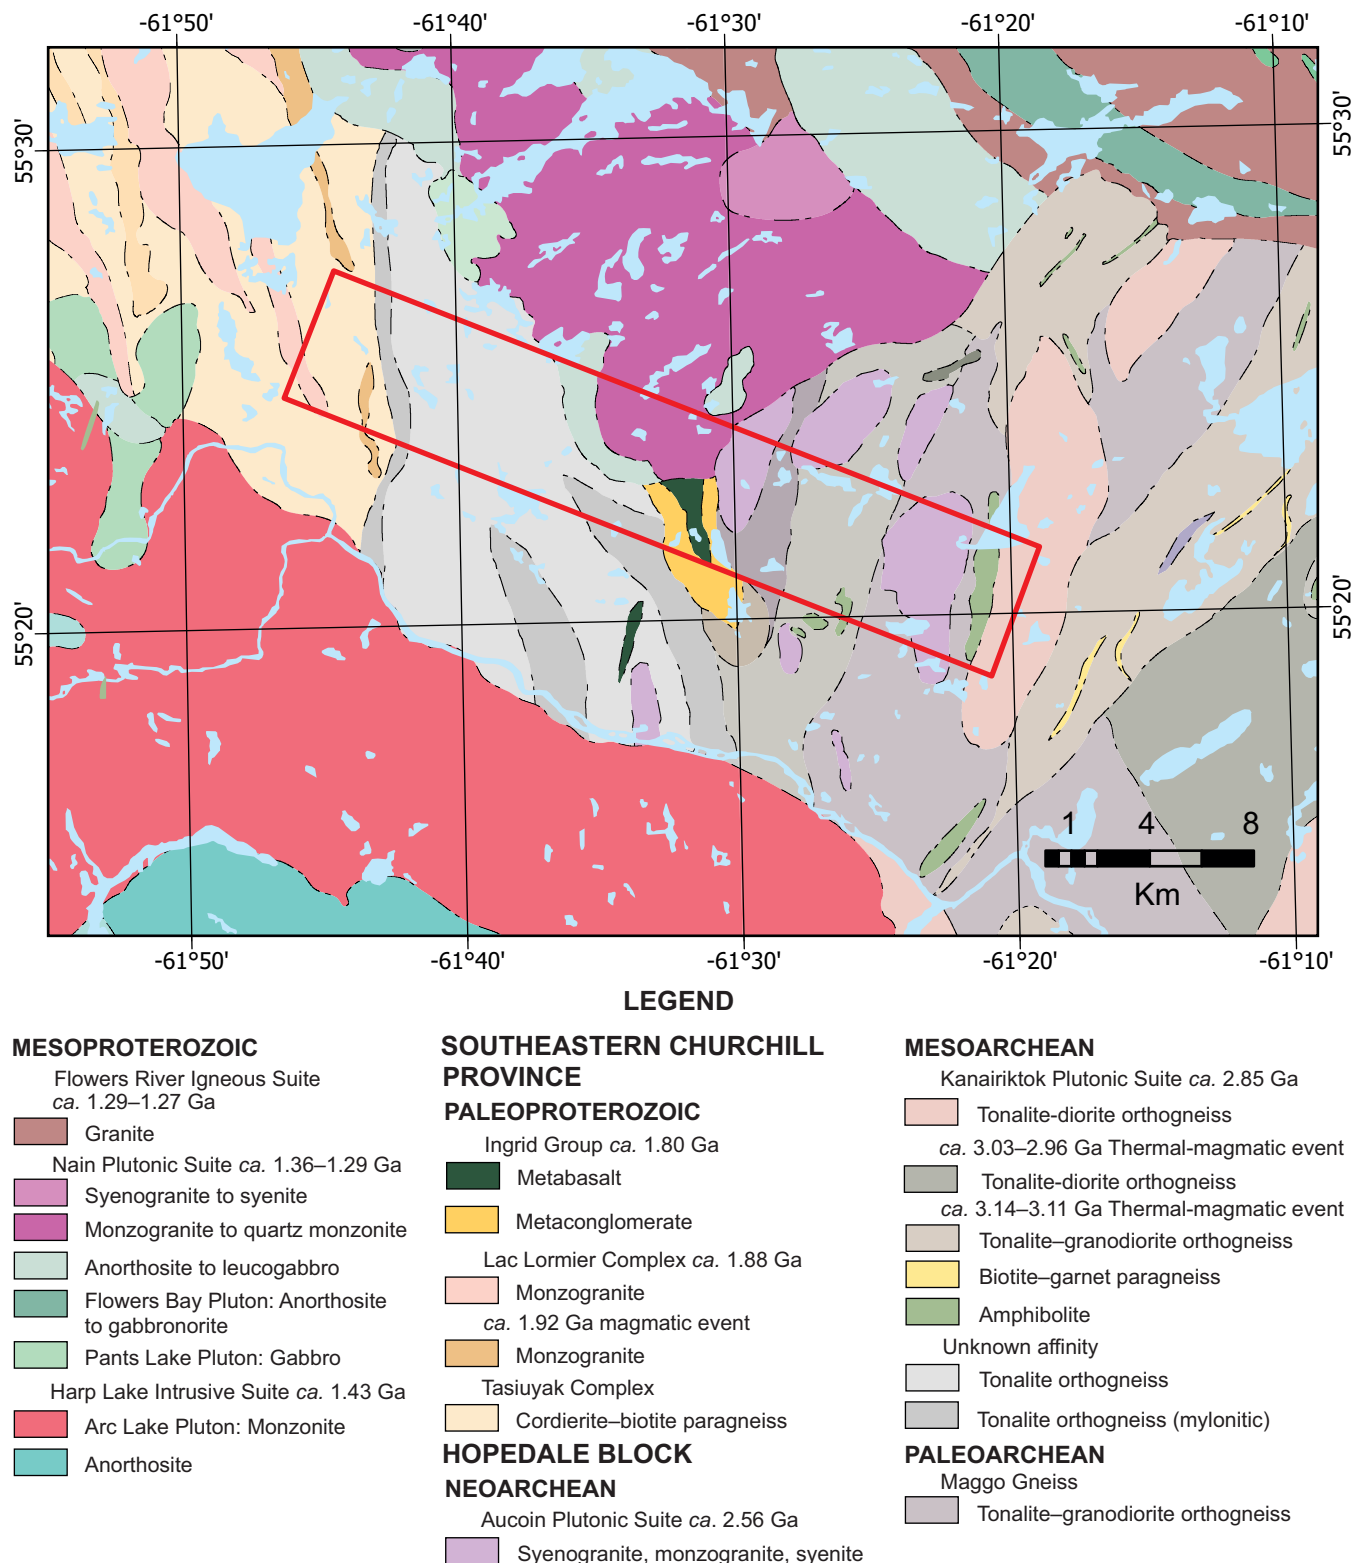 -61°50'
-61°40'
-61°30'
-61°20'
-61°10'
55°30'
55°30'
55°20'
55°20'
1 4 8
Km
-61°50'
-61°40'
-61°30'
-61°20'
-61°10'
LEGEND
MESOPROTEROZOIC
Flowers River Igneous Suite
ca. 1.29–1.27 Ga
Granite
Nain Plutonic Suite ca. 1.36–1.29 Ga
Syenogranite to syenite
Monzogranite to quartz monzonite
Anorthosite to leucogabbro
Flowers Bay Pluton: Anorthosite
to gabbronorite
Pants Lake Pluton: Gabbro
Harp Lake Intrusive Suite ca. 1.43 Ga
Arc Lake Pluton: Monzonite
Anorthosite
SOUTHEASTERN CHURCHILL
PROVINCE
PALEOPROTEROZOIC
Ingrid Group ca. 1.80 Ga
Metabasalt
Metaconglomerate
Lac Lormier Complex ca. 1.88 Ga
Monzogranite
ca. 1.92 Ga magmatic event
Monzogranite
Tasiuyak Complex
Cordierite–biotite paragneiss
HOPEDALE BLOCK
NEOARCHEAN
Aucoin Plutonic Suite ca. 2.56 Ga
Syenogranite, monzogranite, syenite
MESOARCHEAN
Kanairiktok Plutonic Suite ca. 2.85 Ga
Tonalite-diorite orthogneiss
ca. 3.03–2.96 Ga Thermal-magmatic event
Tonalite-diorite orthogneiss
ca. 3.14–3.11 Ga Thermal-magmatic event
Tonalite–granodiorite orthogneiss
Biotite–garnet paragneiss
Amphibolite
Unknown affinity
Tonalite orthogneiss
Tonalite orthogneiss (mylonitic)
PALEOARCHEAN
Maggo Gneiss
Tonalite–granodiorite orthogneiss